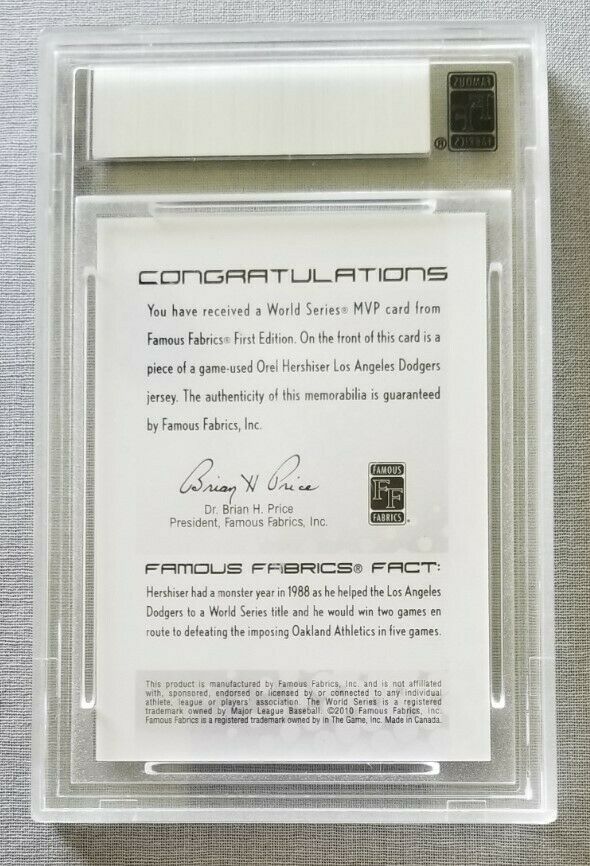 FAMOUS
FABRICS
®
CONGRATULATIONS
You have received a World Series® MVP card from
Famous Fabrics® First Edition. On the front of this card is a
piece of a game-used Orel Hershiser Los Angeles Dodgers
jersey. The authenticity of this memorabilia is guaranteed
by Famous Fabrics, Inc.
Brian H Price
Dr. Brian H. Price
President, Famous Fabrics, Inc.
FAMOUS
FF
FABRICS
FAMOUS FABRICS® FACT:
Hershiser had a monster year in 1988 as he helped the Los Angeles
Dodgers to a World Series title and he would win two games en
route to defeating the imposing Oakland Athletics in five games.
This product is manufactured by Famous Fabrics, Inc. and is not affiliated
with, sponsored, endorsed or licensed by or connected to any individual
athlete, league or players' association. The World Series is a registered
trademark owned by Major League Baseball. ©2010 Famous Fabrics, Inc.
Famous Fabrics is a registered trademark owned by In The Game, Inc. Made in Canada.